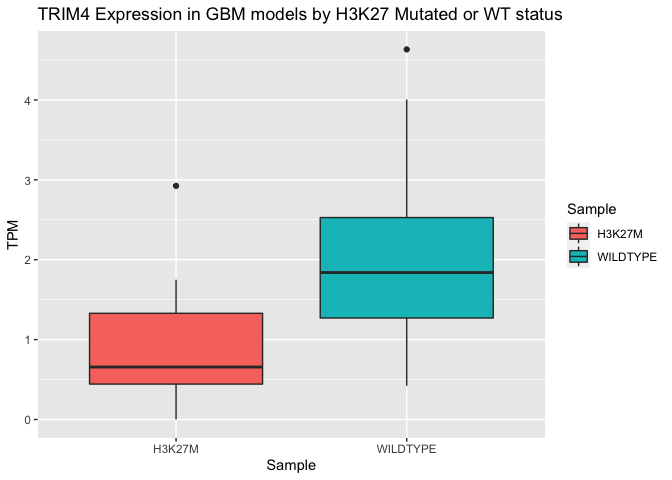 TRIM4 Expression in GBM models by H3K27 Mutated or WT status
TPM
4
3
2
1
0
H3K27M
WILDTYPE
Sample
Sample
H3K27M
WILDTYPE